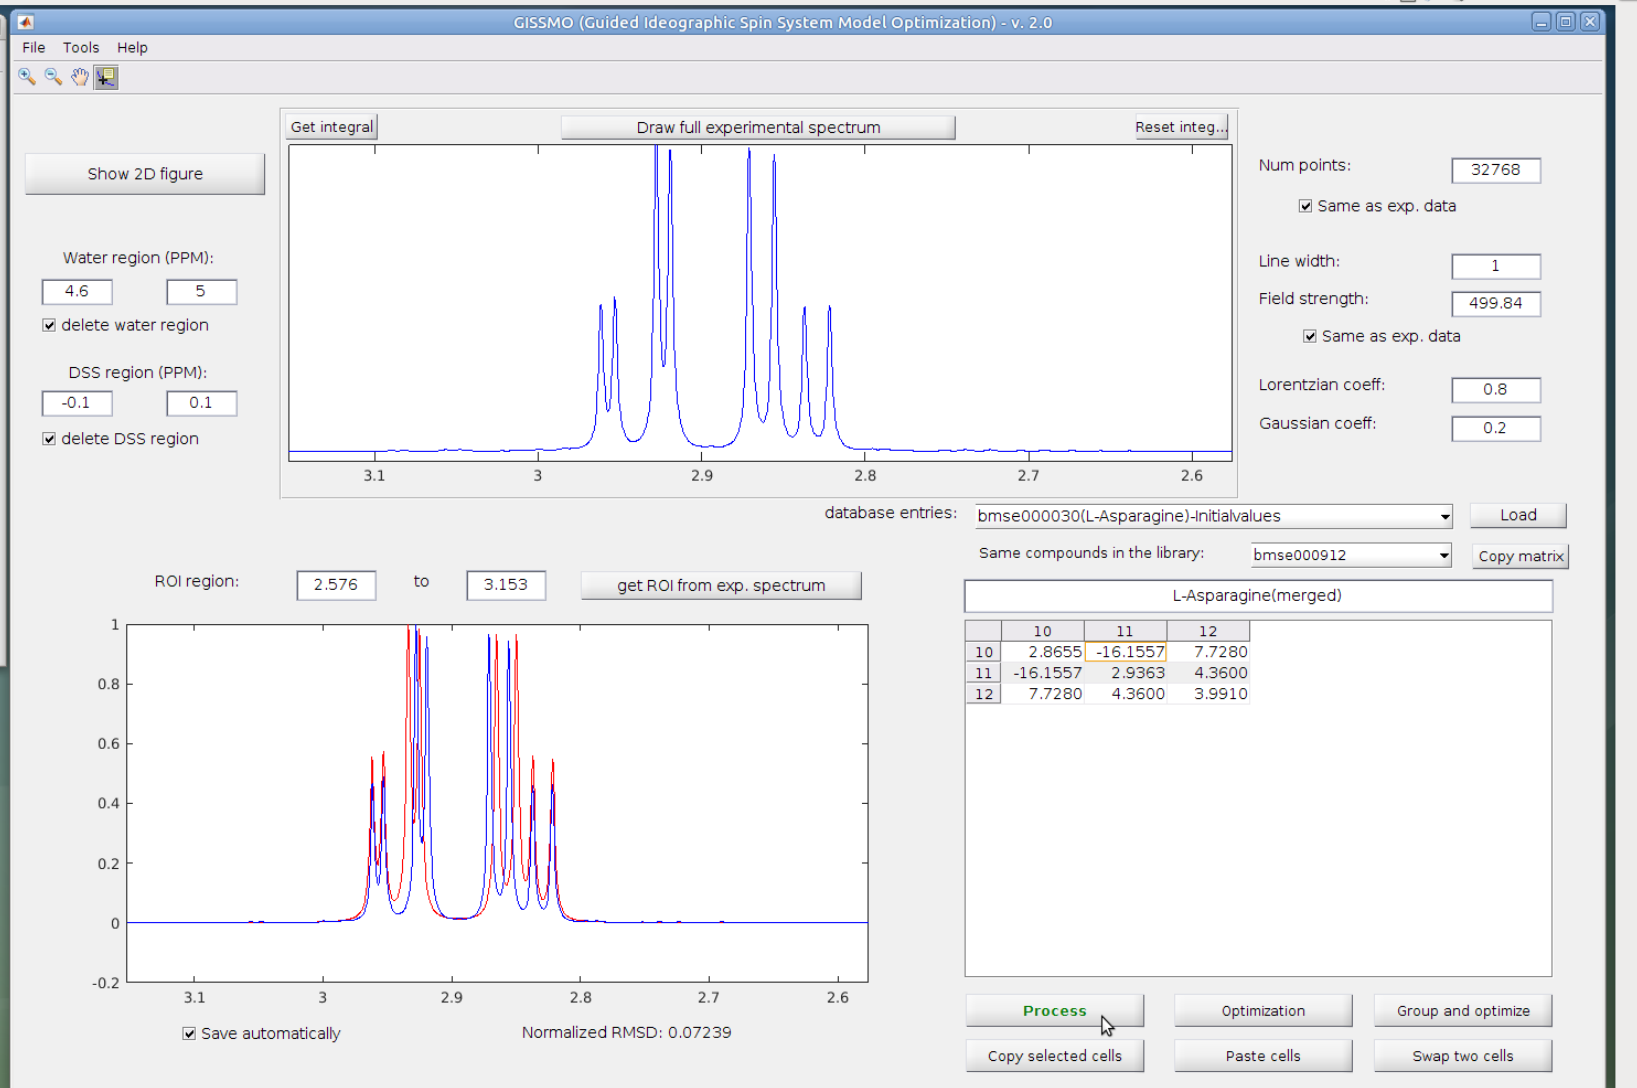 GISSMO (Guided Ideographic Spin System Model Optimization) - v. 2.0
File Tools Help
Get integral Draw full experimental spectrum Reset integ...
Show 2D figure
Num points: 32768
Same as exp. data
Water region (PPM):
4.6 5
delete water region
Line width: 1
Field strength: 499.84
Same as exp. data
DSS region (PPM):
-0.1 0.1
delete DSS region
Lorentzian coeff: 0.8
Gaussian coeff: 0.2
3.1 3 2.9 2.8 2.7 2.6
database entries: bmse000030(L-Asparagine)-Initialvalues Load
Same compounds in the library: bmse000912 Copy matrix
ROI region: 2.576 to 3.153 get ROI from exp. spectrum
L-Asparagine(merged)
10 11 12
10 2.8655 -16.1557 7.7280
11 -16.1557 2.9363 4.3600
12 7.7280 4.3600 3.9910
1
0.8
0.6
0.4
0.2
0
-0.2
3.1 3 2.9 2.8 2.7 2.6
Save automatically Normalized RMSD: 0.07239
Process Optimization Group and optimize
Copy selected cells Paste cells Swap two cells